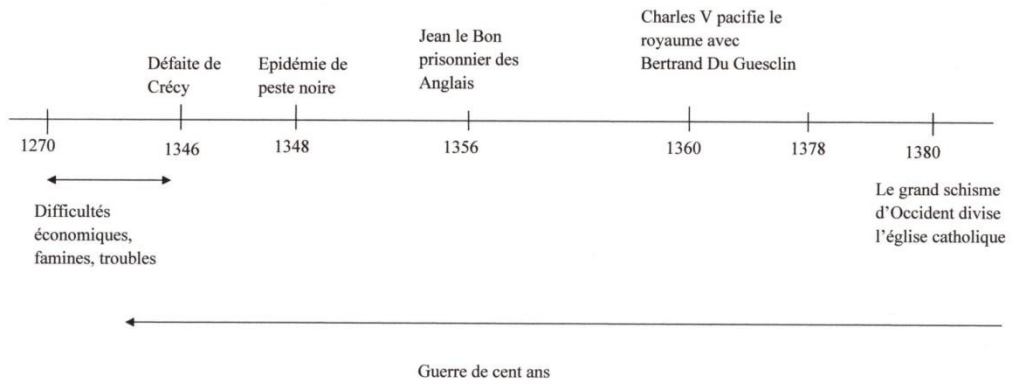 Charles V pacifie le
royaume avec
Bertrand Du Guesclin
Jean le Bon
prisonnier des
Anglais
Défaite de
Crécy
Epidémie de
peste noire
1270
1346
1348
1356
1360
1378
1380
Difficultés
économiques,
famines, troubles
Le grand schisme
d'Occident divise
l'église catholique
Guerre de cent ans